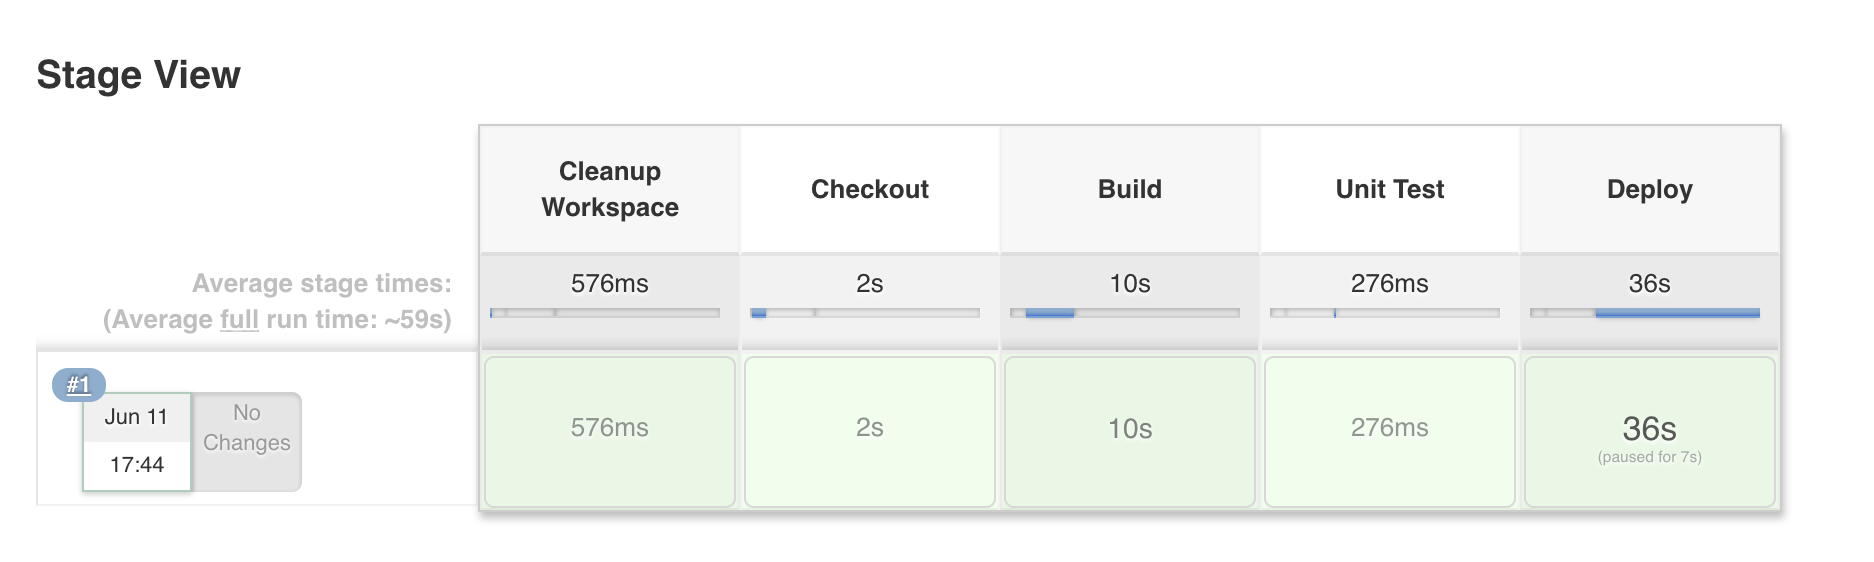 Stage View
Cleanup
Workspace
Checkout
Build
Unit Test
Deploy
Average stage times:
(Average full run time: ~59s)
576ms
2s
10s
276ms
36s
#1
Jun 11
17:44
No
Changes
576ms
2s
10s
276ms
36s
(paused for 7s)